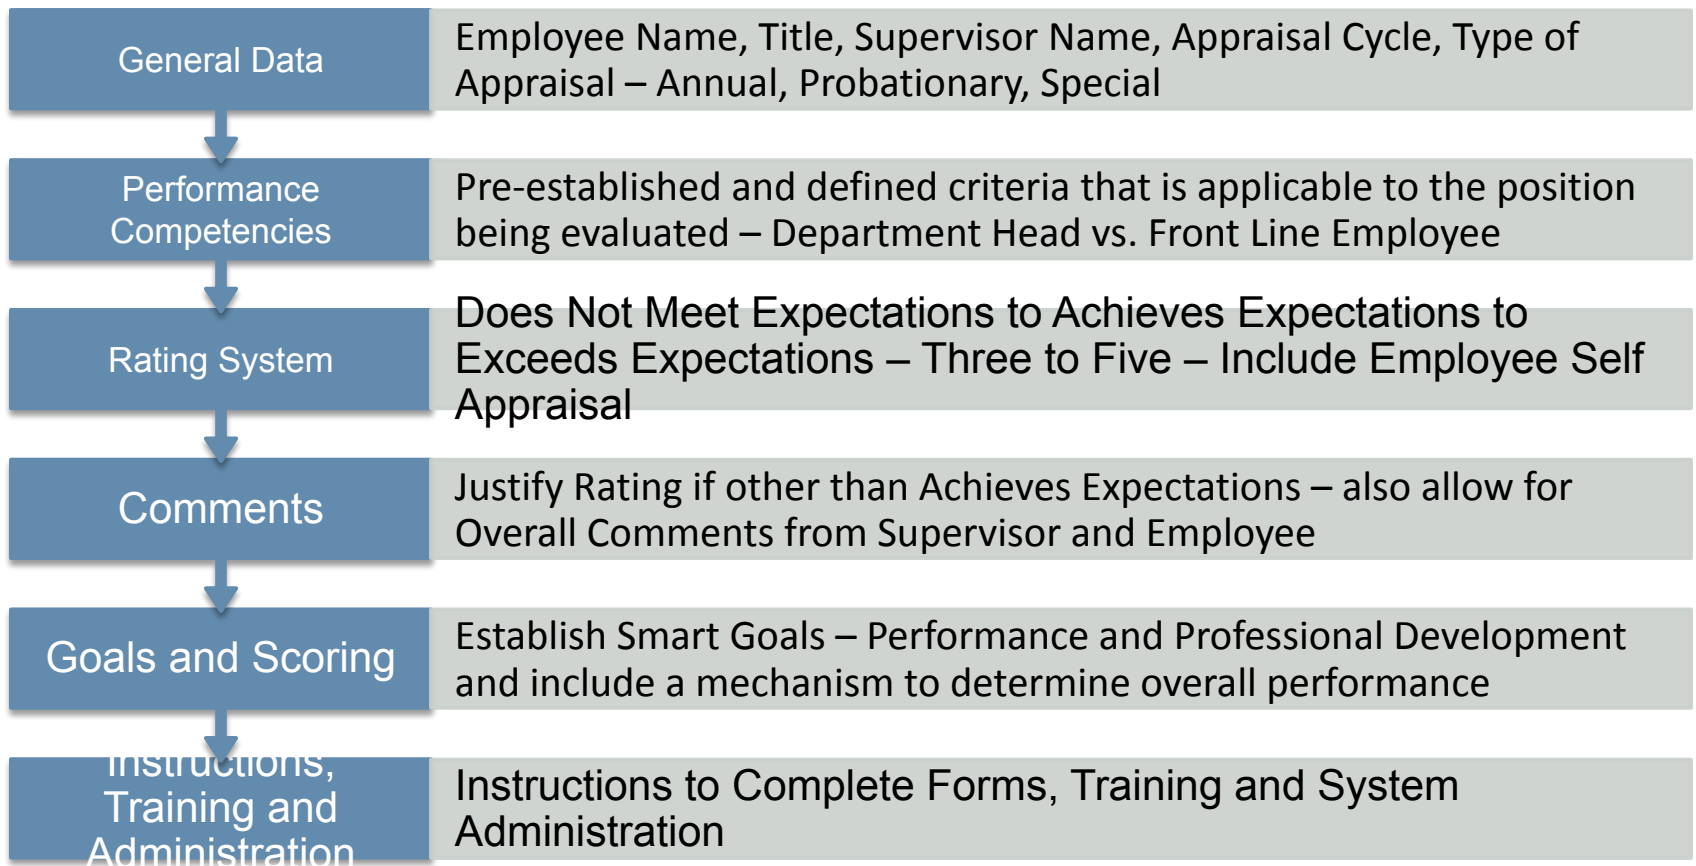 General Data
Employee Name, Title, Supervisor Name, Appraisal Cycle, Type of
Appraisal – Annual, Probationary, Special
Performance
Competencies
Pre-established and defined criteria that is applicable to the position
being evaluated – Department Head vs. Front Line Employee
Rating System
Does Not Meet Expectations to Achieves Expectations to
Exceeds Expectations – Three to Five – Include Employee Self
Appraisal
Comments
Justify Rating if other than Achieves Expectations – also allow for
Overall Comments from Supervisor and Employee
Goals and Scoring
Establish Smart Goals – Performance and Professional Development
and include a mechanism to determine overall performance
Instructions,
Training and
Administration
Instructions to Complete Forms, Training and System
Administration